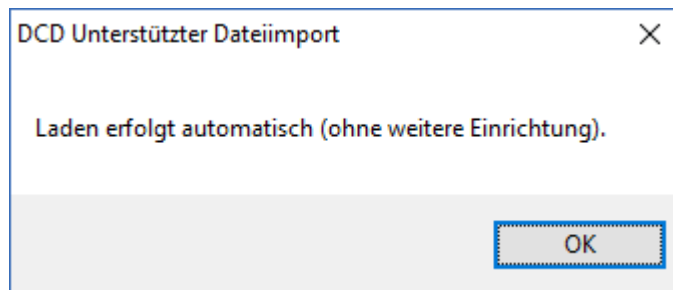 DCD Unterstützter Dateiimport
Laden erfolgt automatisch (ohne weitere Einrichtung).
OK